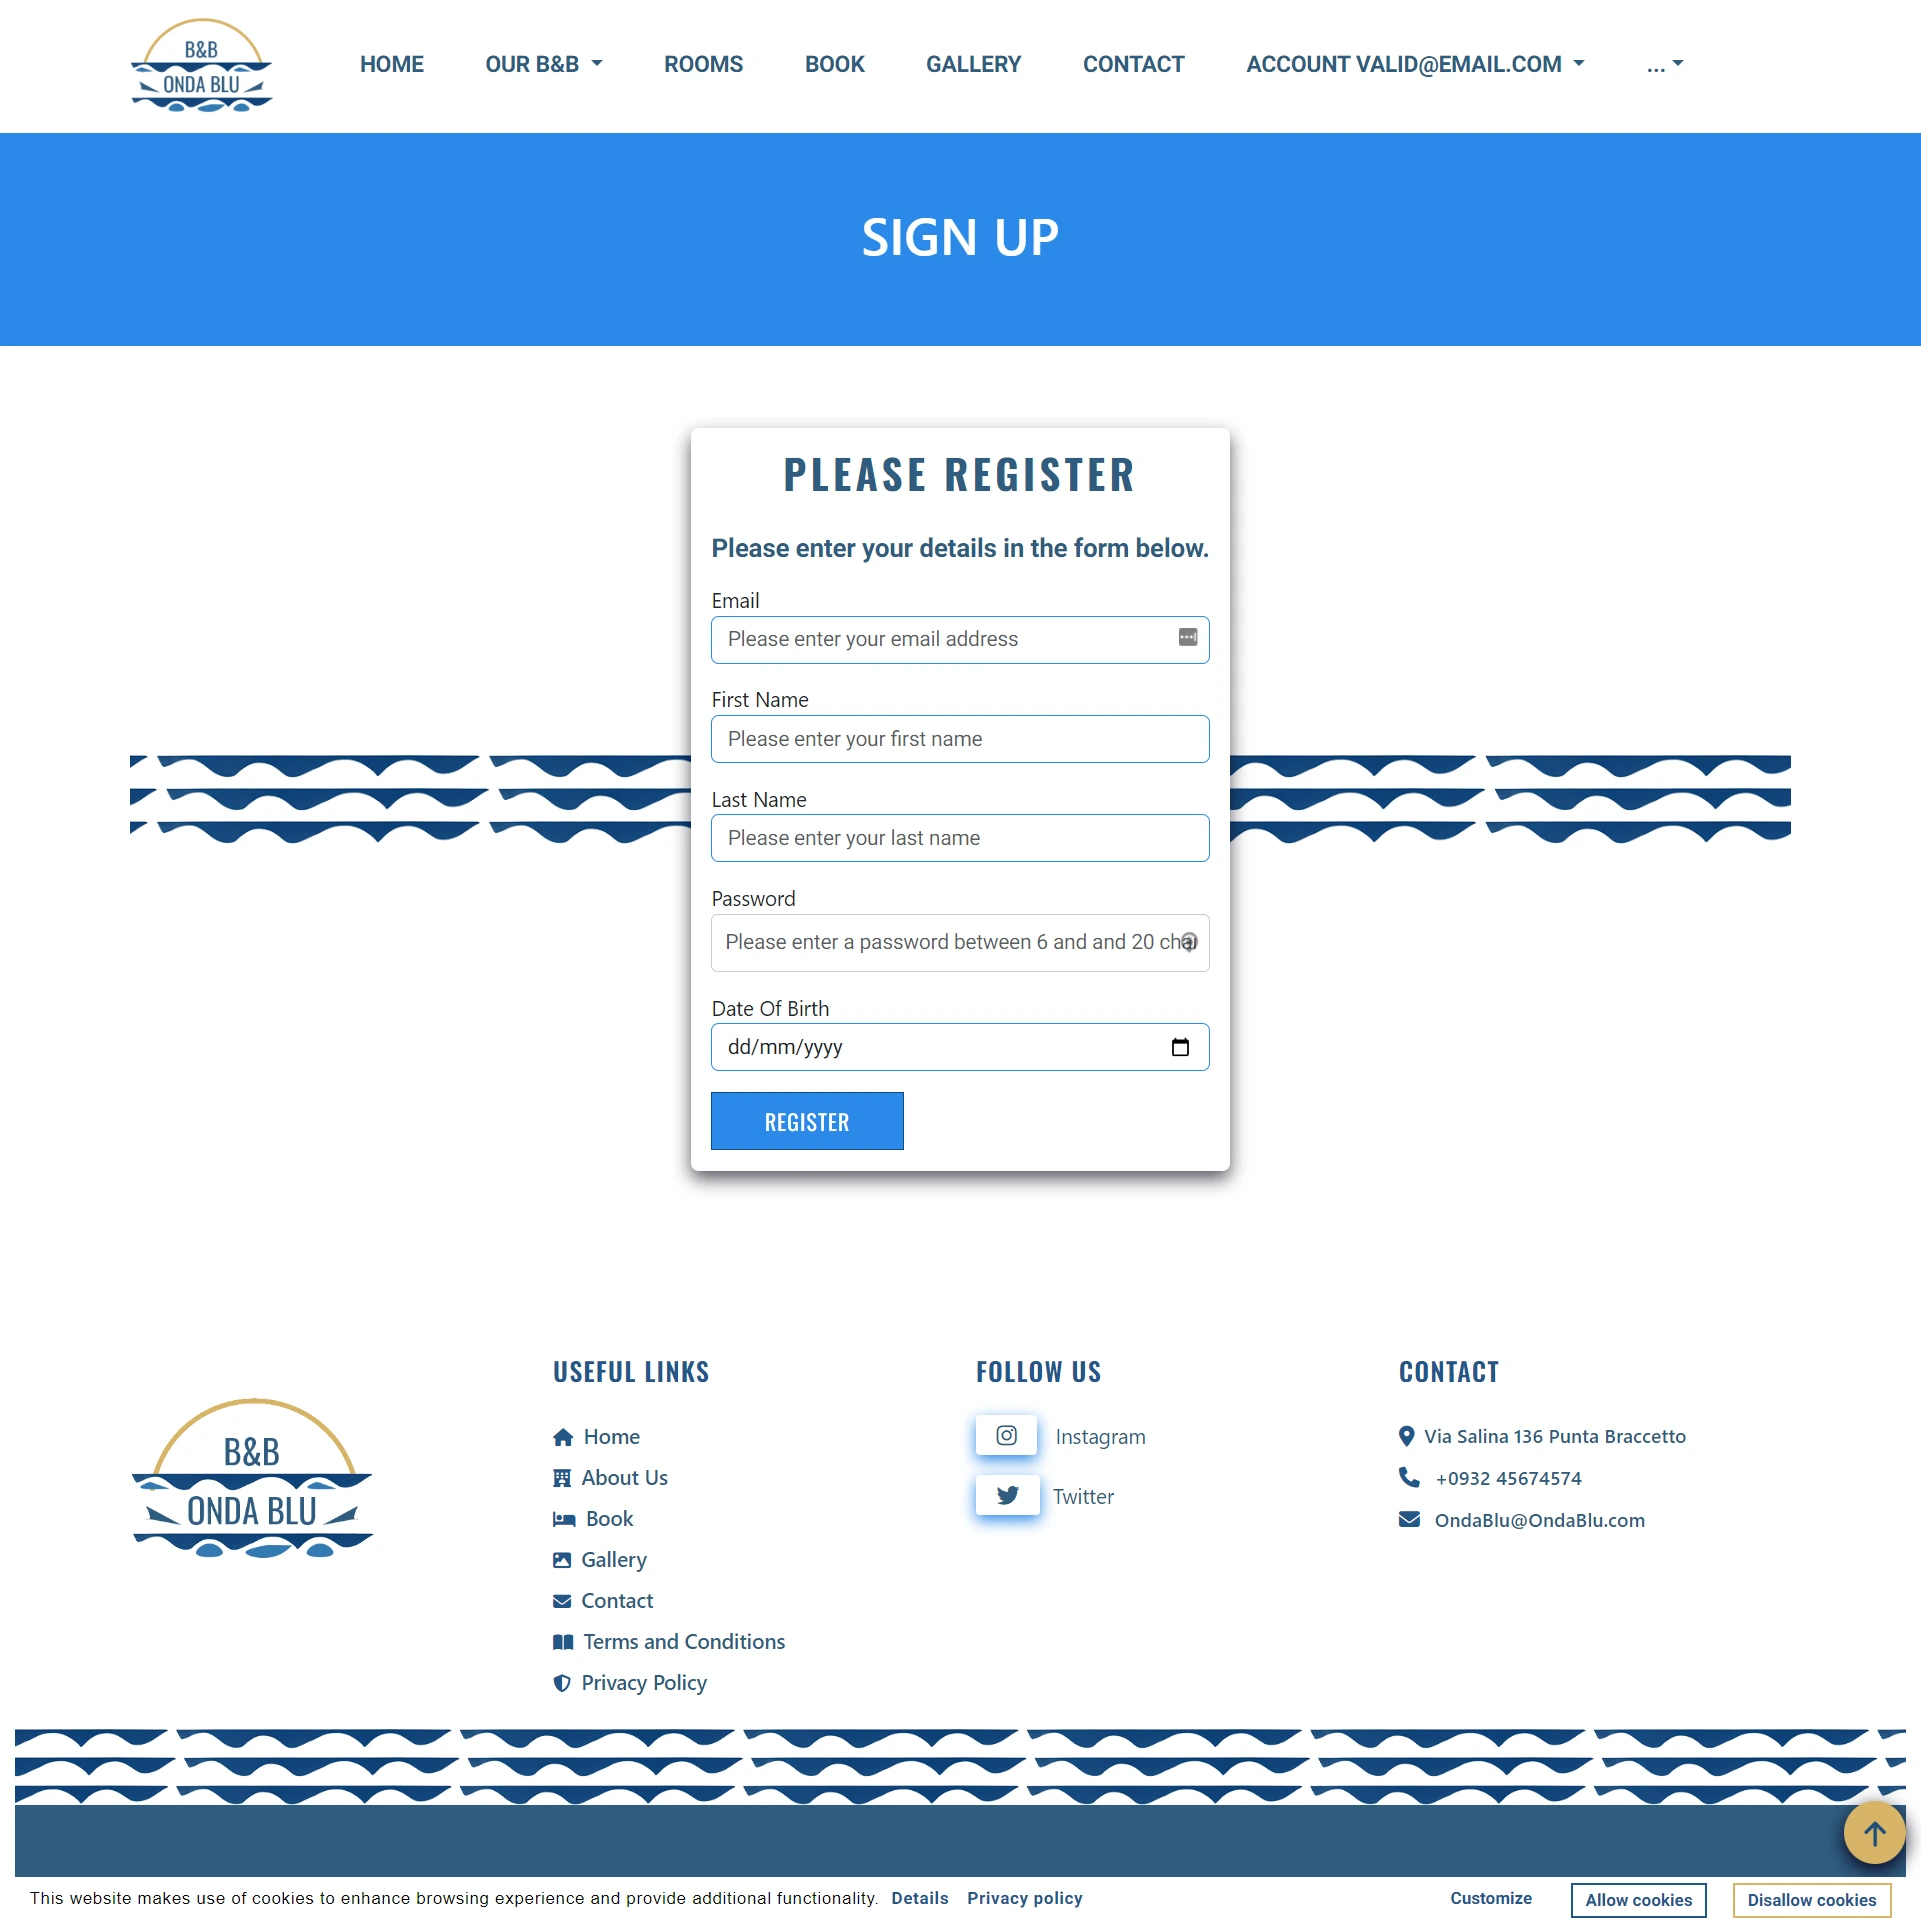 B&B
ONDA BLU
HOME
OUR B&B
ROOMS
BOOK
GALLERY
CONTACT
ACCOUNT VALID@EMAIL.COM
...
SIGN UP
PLEASE REGISTER
Please enter your details in the form below.
Email
Please enter your email address
First Name
Please enter your first name
Last Name
Please enter your last name
Password
Please enter a password between 6 and and 20 char
Date Of Birth
dd/mm/yyyy
REGISTER
B&B
ONDA BLU
USEFUL LINKS
Home
About Us
Book
Gallery
Contact
Terms and Conditions
Privacy Policy
FOLLOW US
Instagram
Twitter
CONTACT
Via Salina 136 Punta Braccetto
+0932 45674574
OndaBlu@OndaBlu.com
This website makes use of cookies to enhance browsing experience and provide additional functionality. Details Privacy policy
Customize
Allow cookies
Disallow cookies